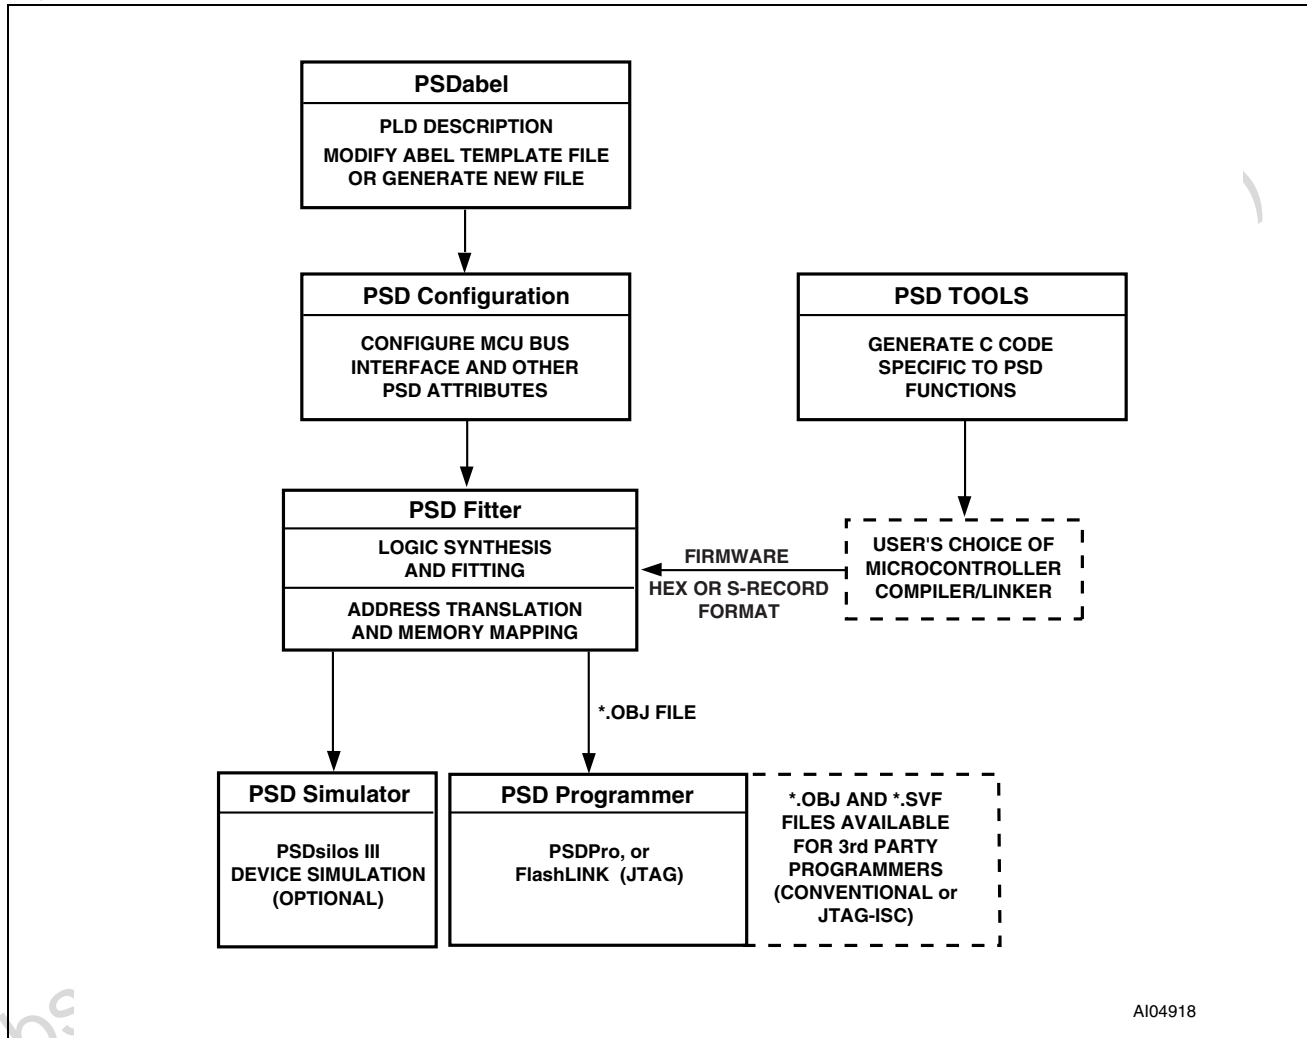 PSDabel
PLD DESCRIPTION
MODIFY ABEL TEMPLATE FILE
OR GENERATE NEW FILE
PSD Configuration
CONFIGURE MCU BUS
INTERFACE AND OTHER
PSD ATTRIBUTES
PSD TOOLS
GENERATE C CODE
SPECIFIC TO PSD
FUNCTIONS
PSD Fitter
LOGIC SYNTHESIS
AND FITTING
ADDRESS TRANSLATION
AND MEMORY MAPPING
FIRMWARE
HEX OR S-RECORD
FORMAT
USER'S CHOICE OF
MICROCONTROLLER
COMPILER/LINKER
*.OBJ FILE
PSD Simulator
PSDsilos III
DEVICE SIMULATION
(OPTIONAL)
PSD Programmer
PSDPro, or
FlashLINK (JTAG)
*.OBJ AND *.SVF
FILES AVAILABLE
FOR 3rd PARTY
PROGRAMMERS
(CONVENTIONAL or
JTAG-ISC)
AI04918